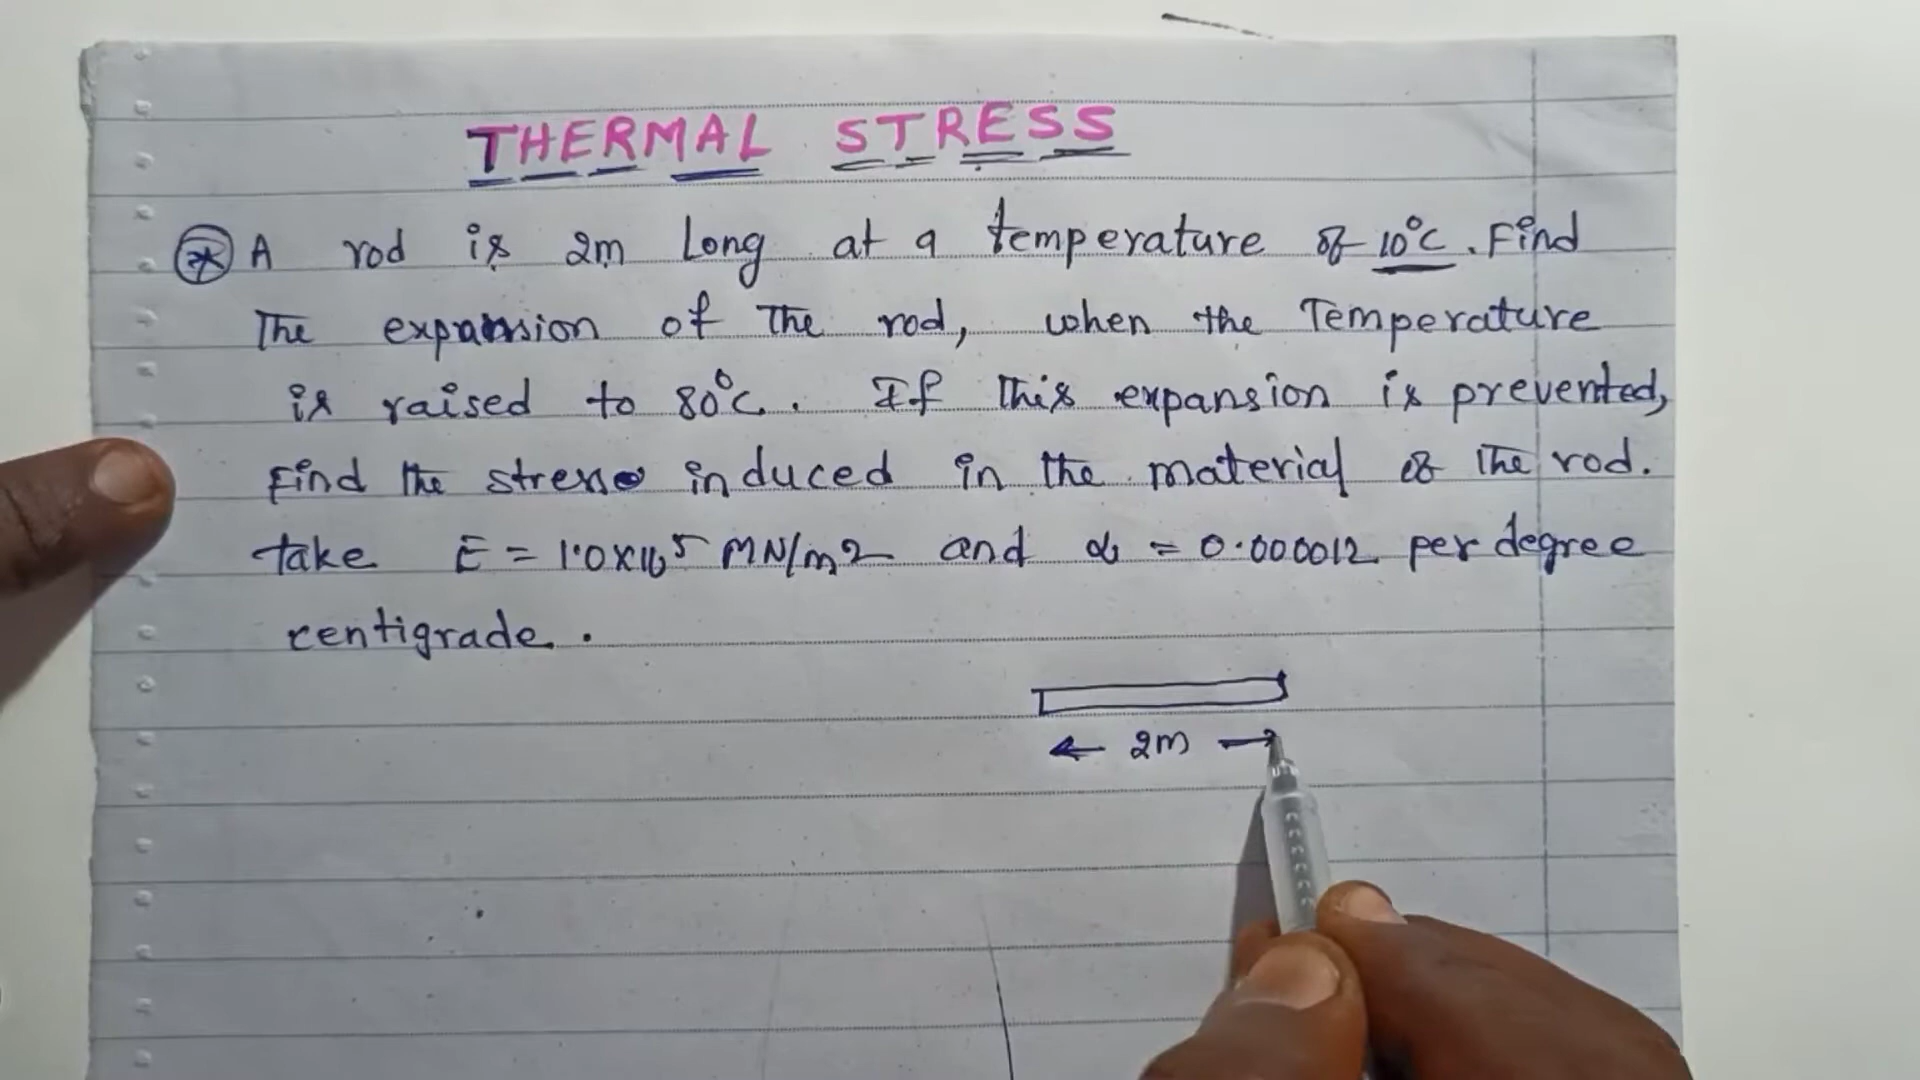 THERMAL STRESS
* A rod is 2m Long at a temperature of 10°C. Find
The expansion of The rod, when the Temperature
is raised to 80°C. If this expansion is prevented,
Find the stress induced in the material of The rod.
take E = 1.0x10⁵ MN/m2 and α = 0.000012 per degree
centigrade.
2m